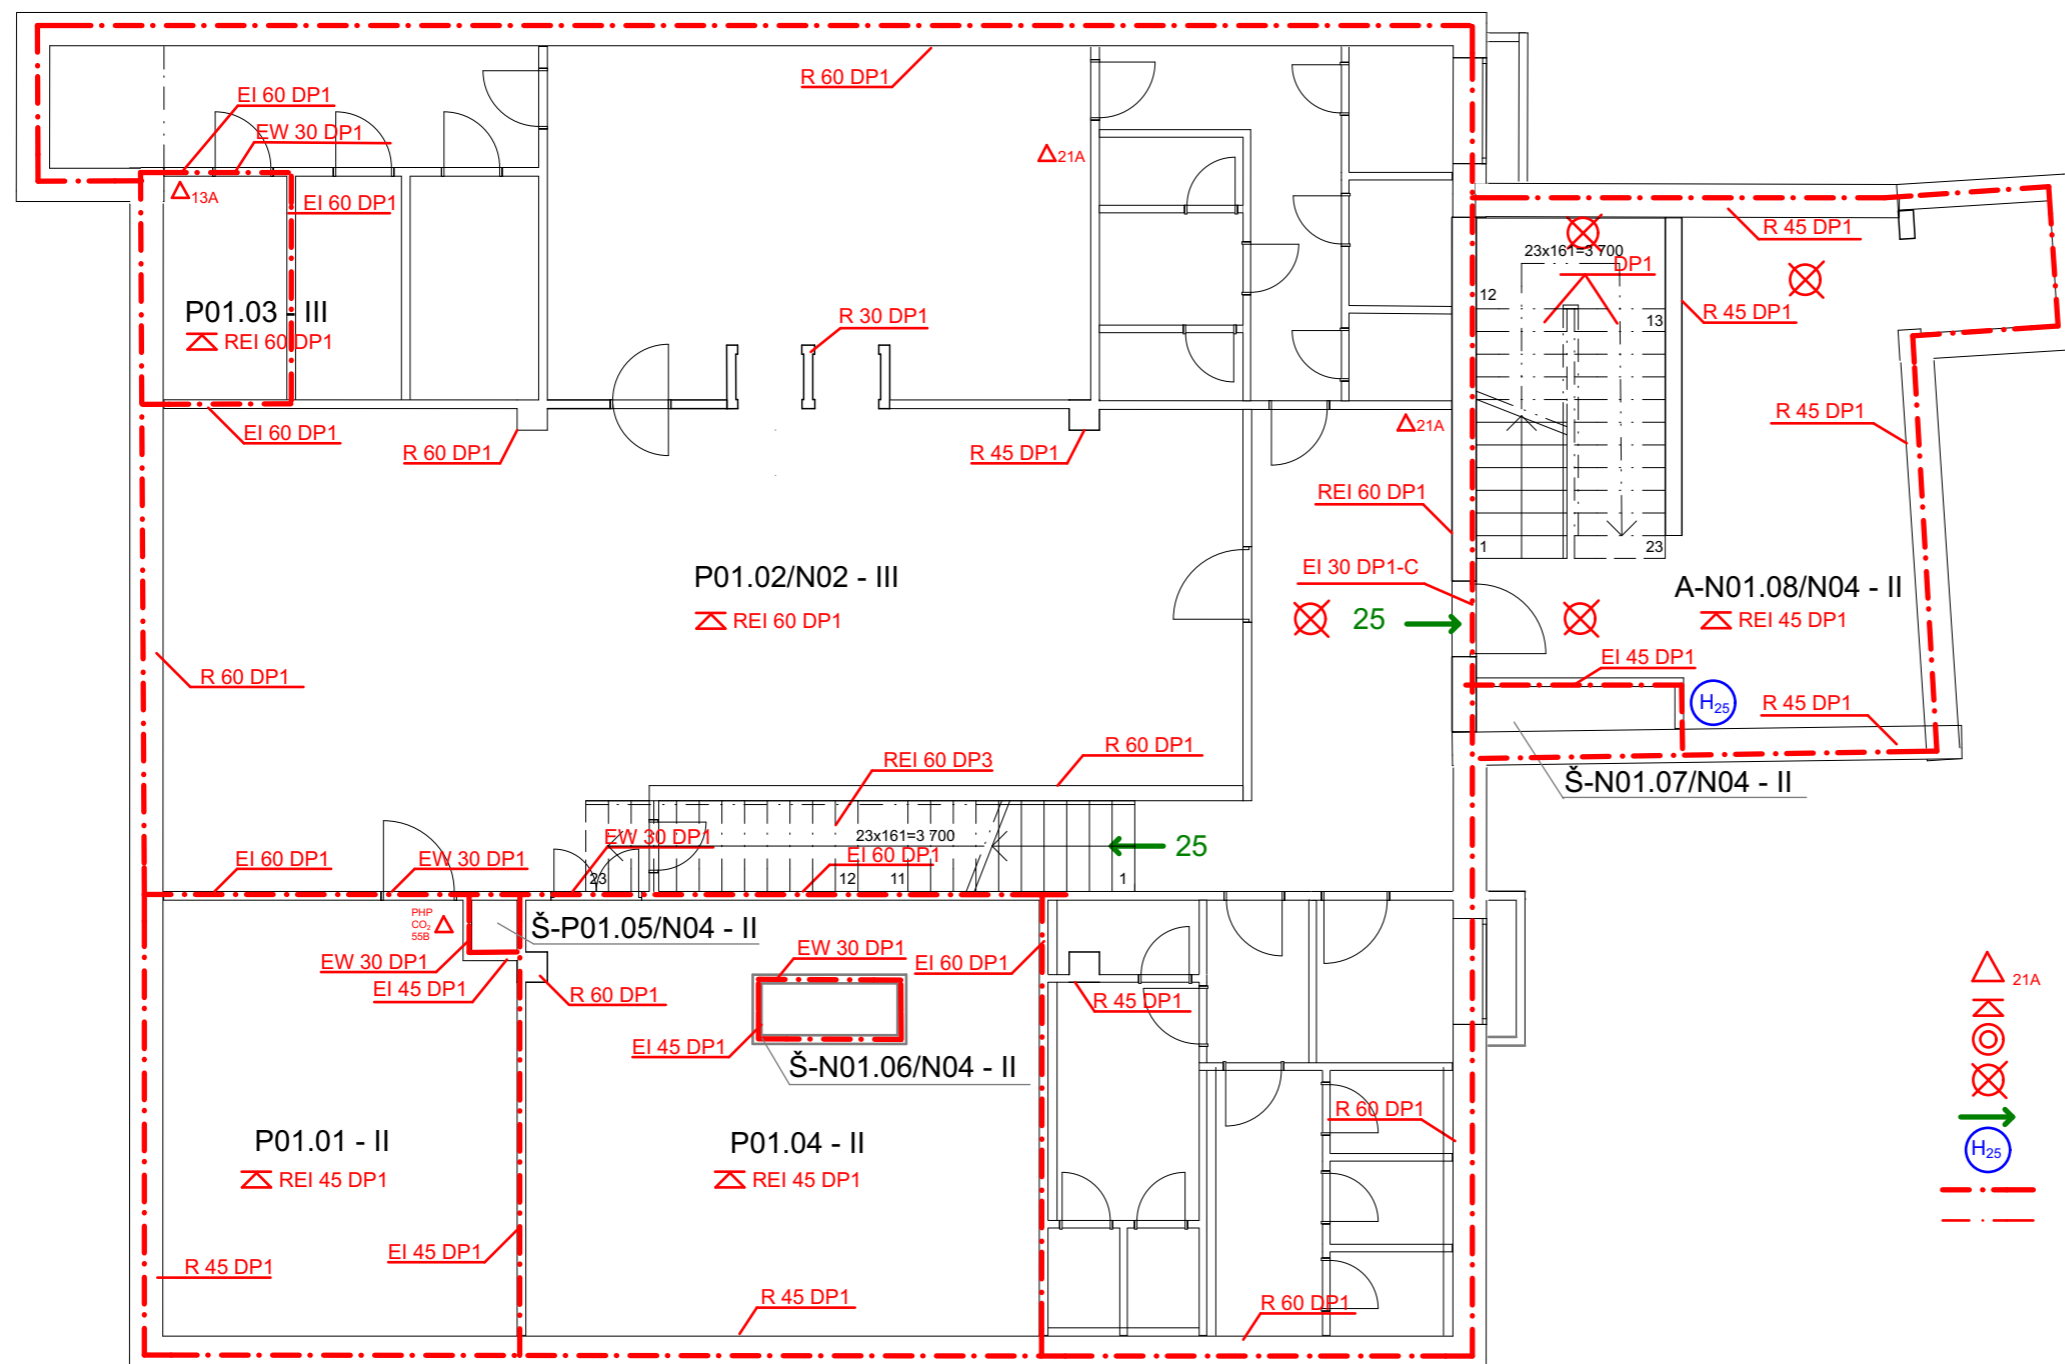 R 60 DP1
EI 60 DP1
EW 30 DP1
21A
13A
EI 60 DP1
R 45 DP1
23x161=3 700
DP1
12
13
R 45 DP1
P01.03 - III
REI 60 DP1
R 30 DP1
EI 60 DP1
R 60 DP1
R 45 DP1
21A
R 45 DP1
REI 60 DP1
1
23
EI 30 DP1-C
P01.02/N02 - III
REI 60 DP1
25
A-N01.08/N04 - II
REI 45 DP1
EI 45 DP1
R 60 DP1
H25
R 45 DP1
REI 60 DP3
R 60 DP1
Š-N01.07/N04 - II
EW 30 DP1
23x161=3 700
25
EI 60 DP1
EW 30 DP1
EI 60 DP1
23
12
11
1
PHP
CO₂
55B
Š-P01.05/N04 - II
EW 30 DP1
EW 30 DP1
EI 60 DP1
EI 45 DP1
R 60 DP1
R 45 DP1
21A
EI 45 DP1
Š-N01.06/N04 - II
R 60 DP1
P01.01 - II
REI 45 DP1
P01.04 - II
REI 45 DP1
H25
EI 45 DP1
R 45 DP1
R 45 DP1
R 60 DP1